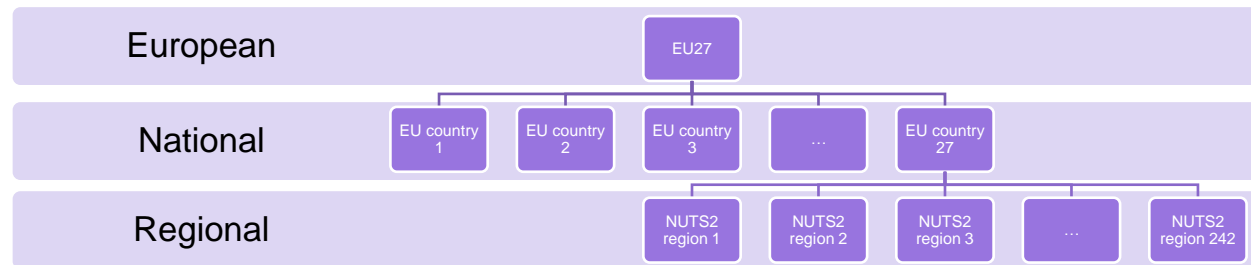 European
EU27
National
EU country
1
EU country
2
EU country
3
...
EU country
27
Regional
NUTS2
region 1
NUTS2
region 2
NUTS2
region 3
...
NUTS2
region 242